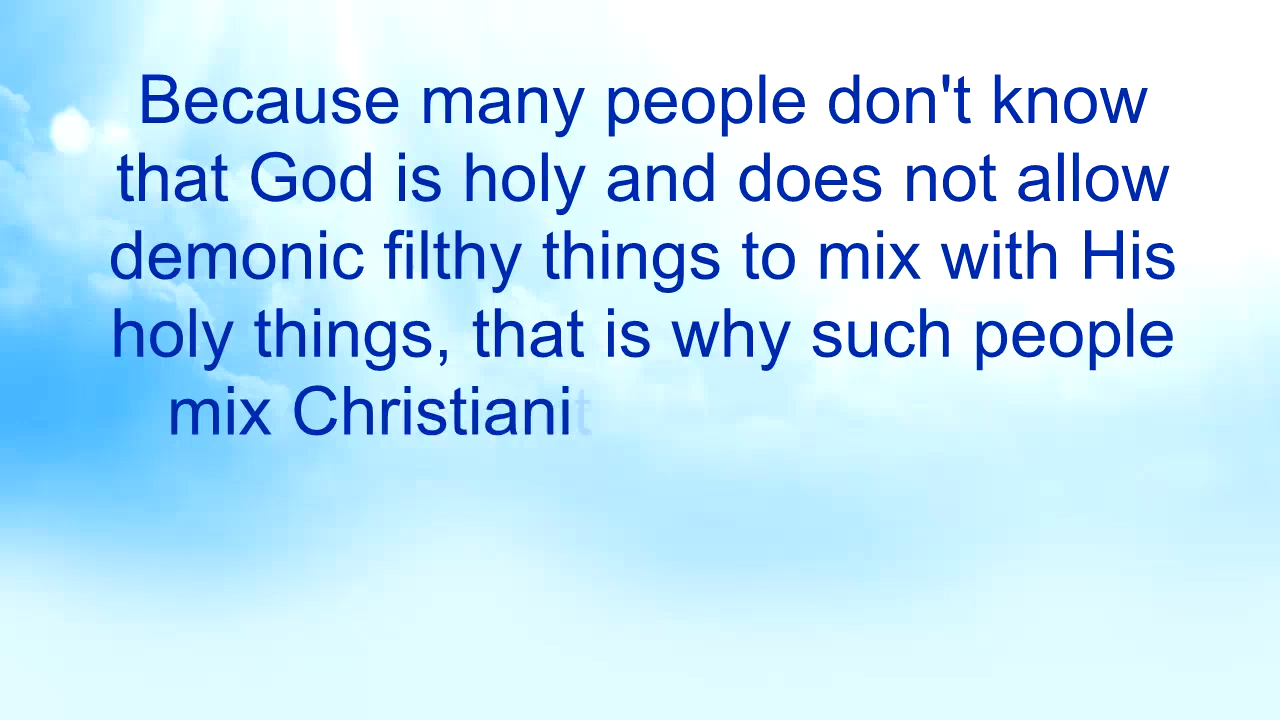 Because many people don't know
that God is holy and does not allow
demonic filthy things to mix with His
holy things, that is why such people
mix Christianit